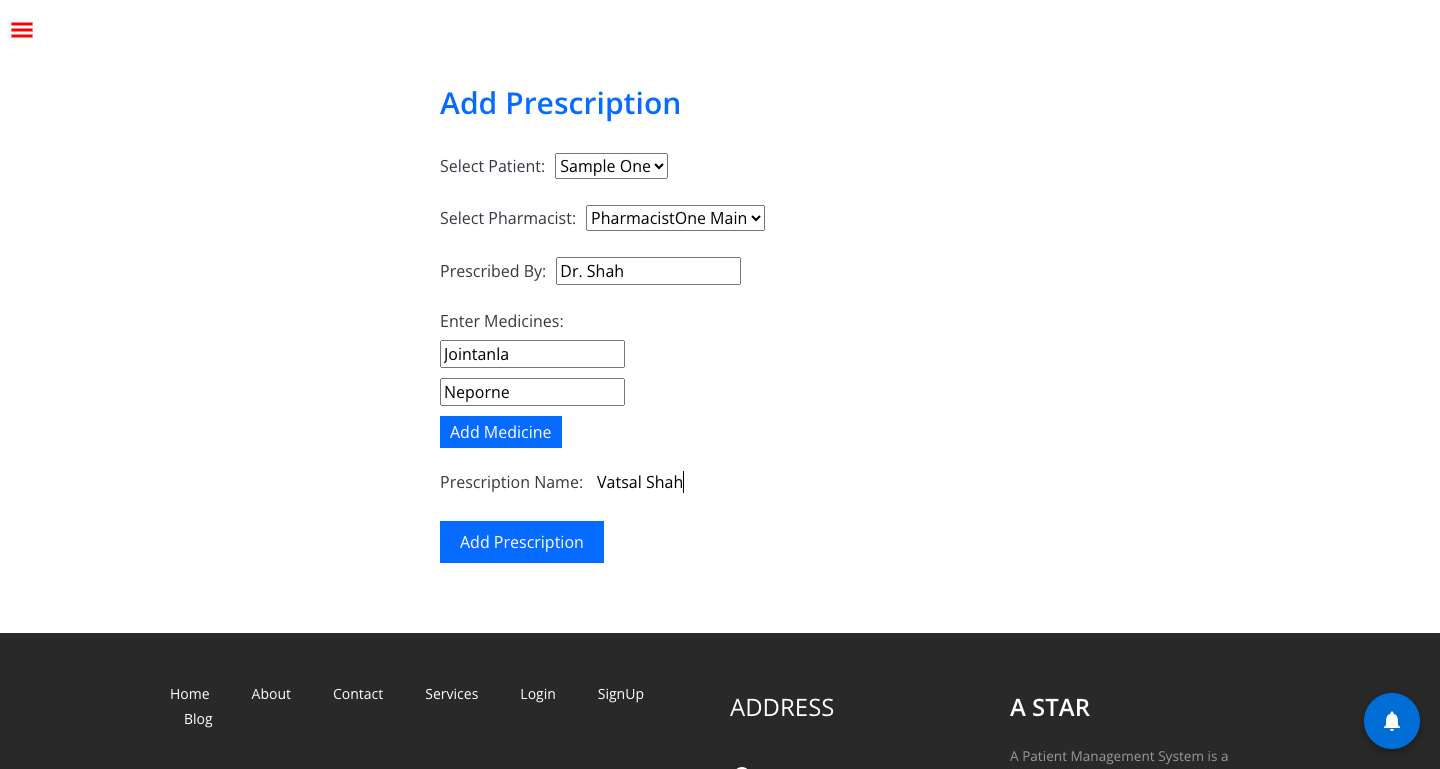 Add Prescription
Select Patient: Sample One
Select Pharmacist: PharmacistOne Main
Prescribed By: Dr. Shah
Enter Medicines:
Jointanla
Neporne
Add Medicine
Prescription Name: Vatsal Shah
Add Prescription
Home About Contact Services Login SignUp
Blog
ADDRESS
A STAR
A Patient Management System is a